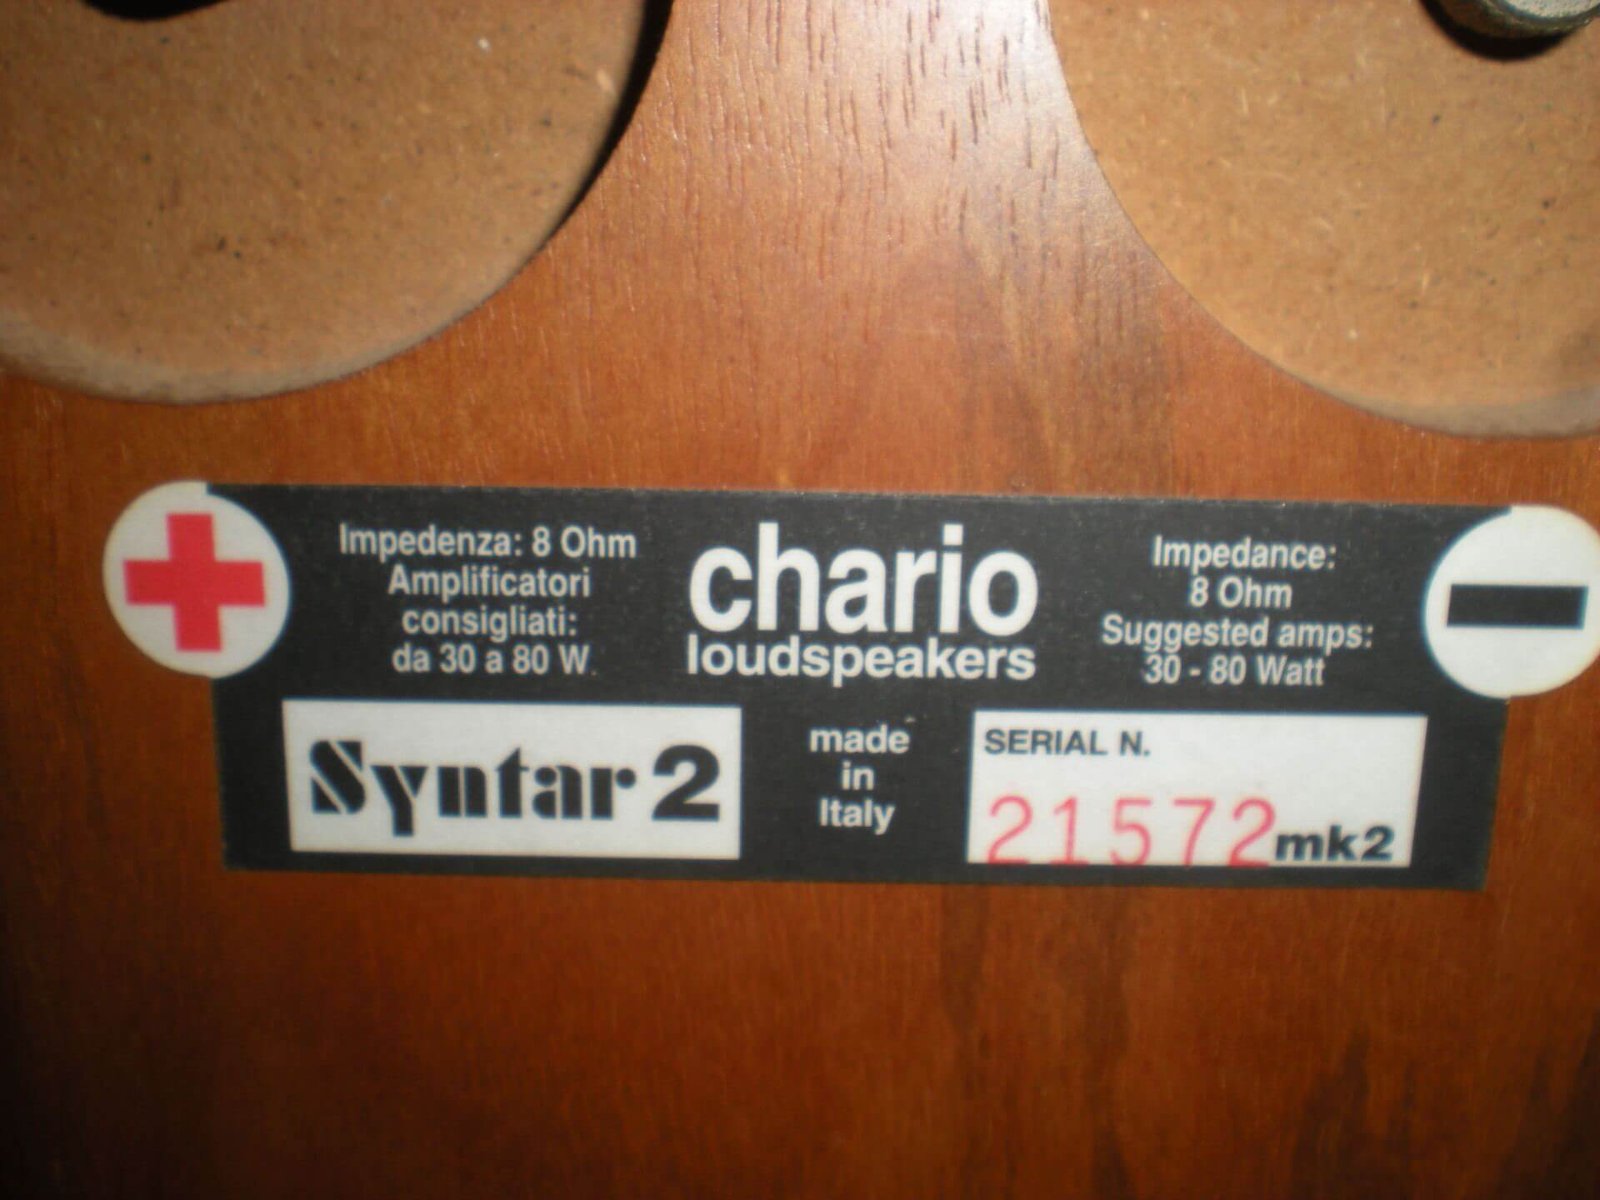 Impedenza: 8 Ohm
Amplificatori
consigliati:
da 30 a 80 W.
chario
loudspeakers
Impedance:
8 Ohm
Suggested amps:
30 - 80 Watt
Syntar 2
made
in
Italy
SERIAL N.
21572 mk2